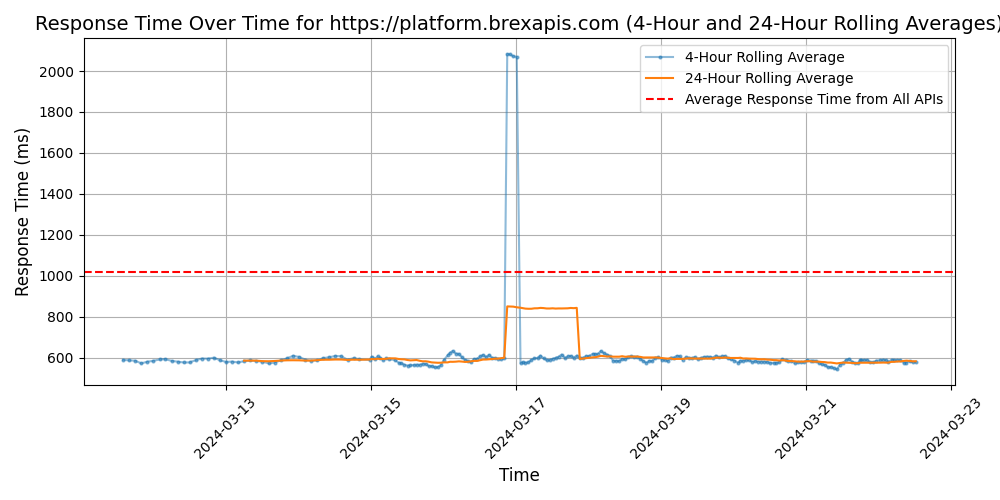 Response Time Over Time for https://platform.brexapis.com (4-Hour and 24-Hour Rolling Averages)
4-Hour Rolling Average
24-Hour Rolling Average
Average Response Time from All APIs
Response Time (ms)
2000
1800
1600
1400
1200
1000
800
600
2024-03-13
2024-03-15
2024-03-17
2024-03-19
2024-03-21
2024-03-23
Time